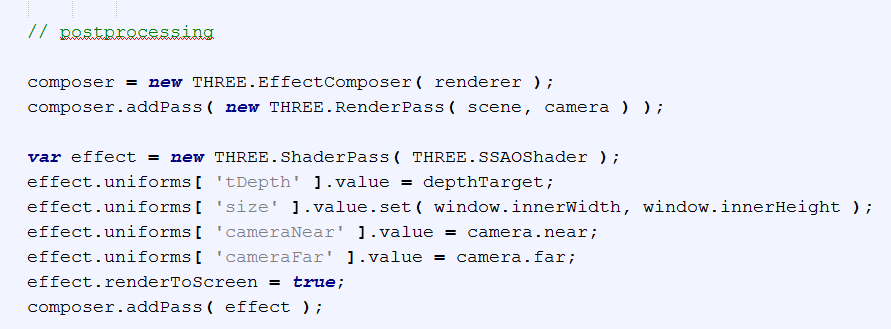 // postprocessing
composer = new THREE.EffectComposer( renderer );
composer.addPass( new THREE.RenderPass( scene, camera ) );
var effect = new THREE.ShaderPass( THREE.SSAOShader );
effect.uniforms[ 'tDepth' ].value = depthTarget;
effect.uniforms[ 'size' ].value.set( window.innerWidth, window.innerHeight );
effect.uniforms[ 'cameraNear' ].value = camera.near;
effect.uniforms[ 'cameraFar' ].value = camera.far;
effect.renderToScreen = true;
composer.addPass( effect );